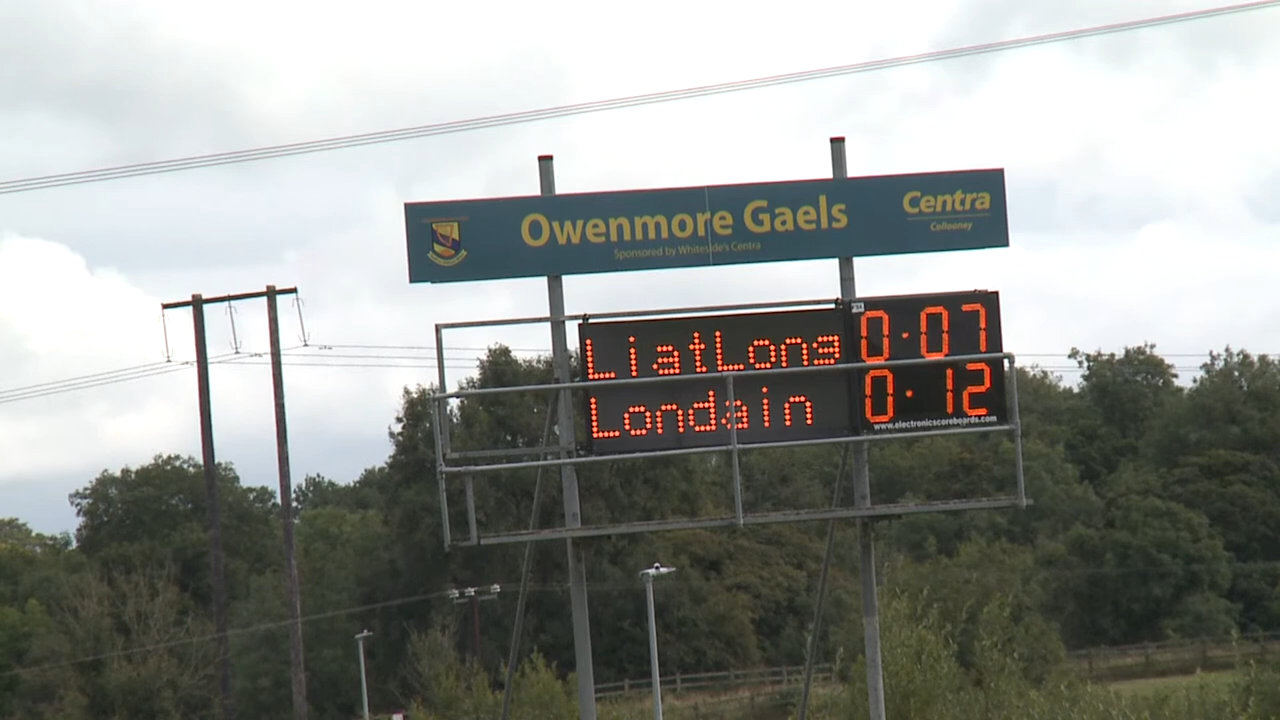 Owenmore Gaels
Sponsored by Whiteside's Centra
Centra
Collooney
LiatLong 0:07
Londain 0:12
www.electronicscoreboards.com